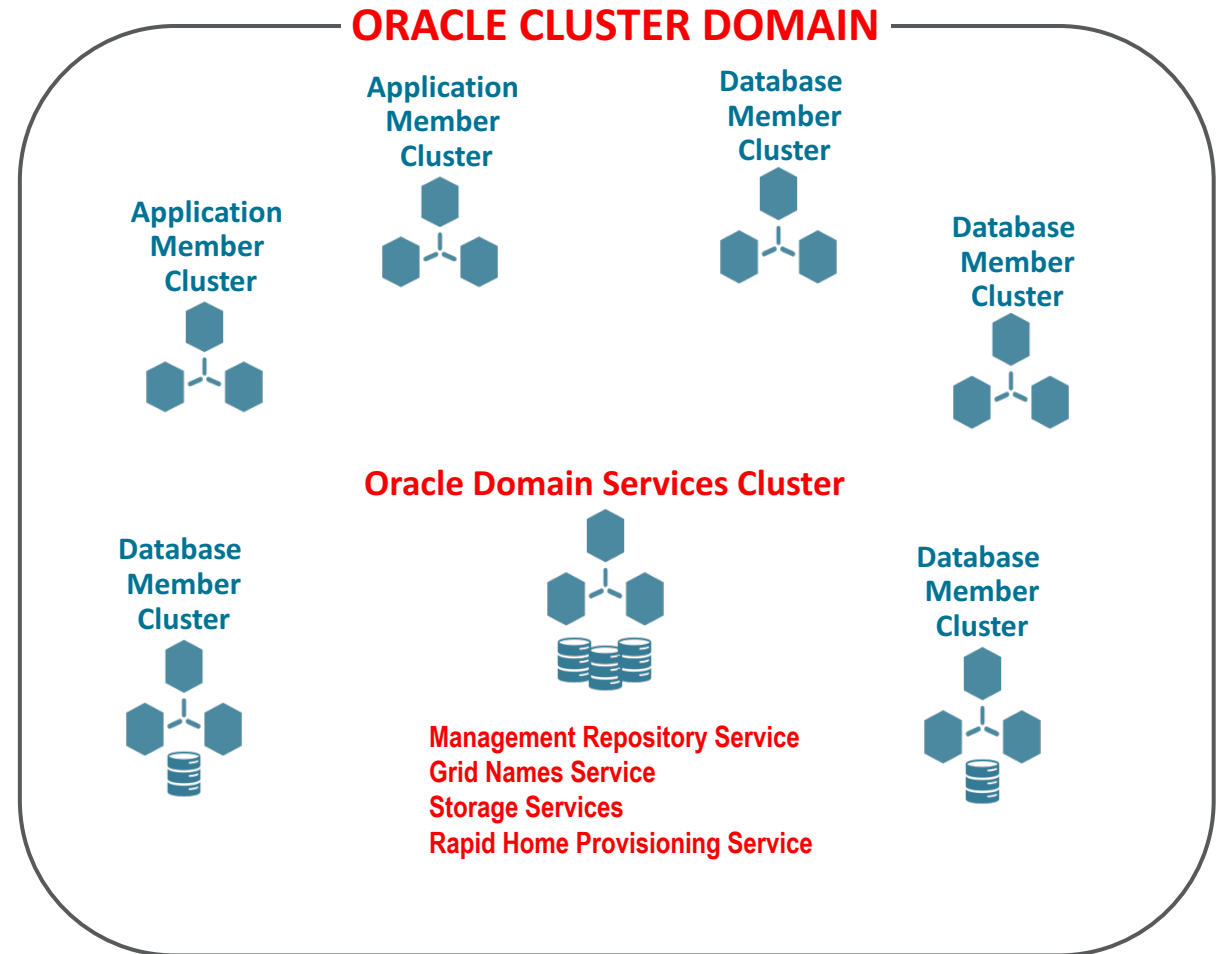 ORACLE CLUSTER DOMAIN
Application
Member
Cluster
Database
Member
Cluster
Application
Member
Cluster
Database
Member
Cluster
Oracle Domain Services Cluster
Database
Member
Cluster
Database
Member
Cluster
Management Repository Service
Grid Names Service
Storage Services
Rapid Home Provisioning Service